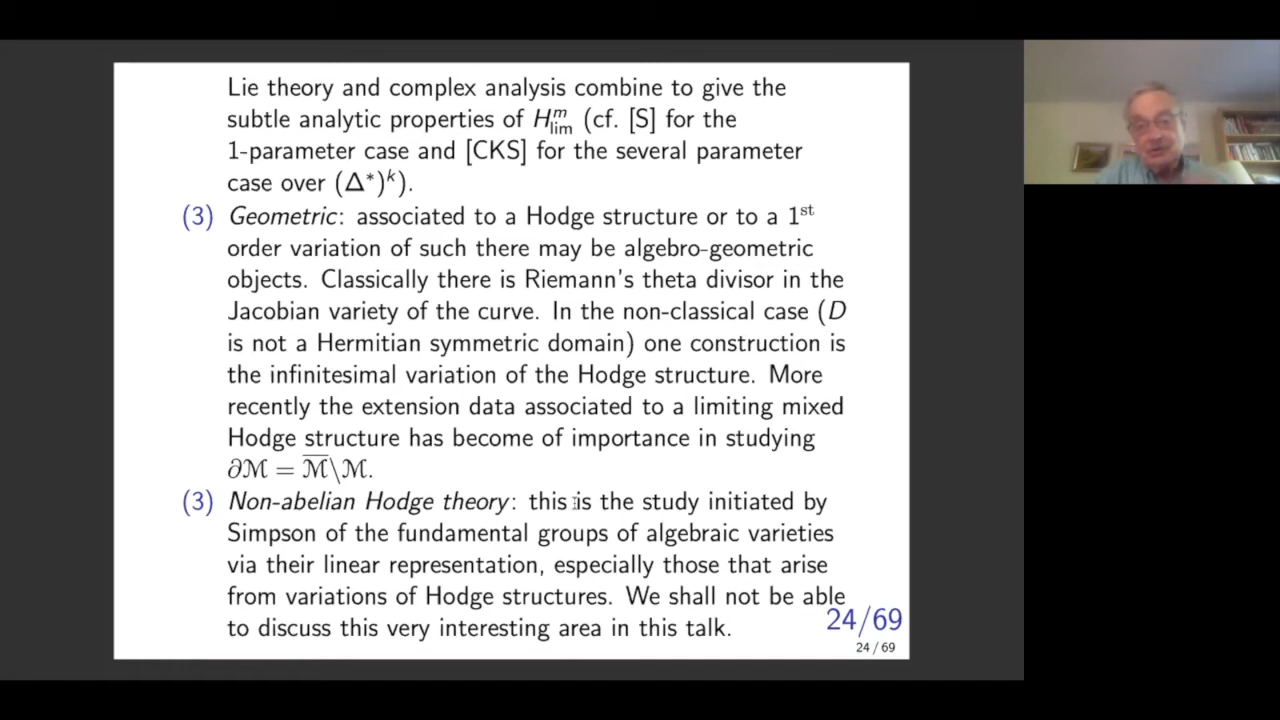 Lie theory and complex analysis combine to give the
subtle analytic properties of $H^m_{\lim}$ (cf. [S] for the
1-parameter case and [CKS] for the several parameter
case over $(\Delta^*)^k$).
(3) Geometric: associated to a Hodge structure or to a 1st
order variation of such there may be algebro-geometric
objects. Classically there is Riemann's theta divisor in the
Jacobian variety of the curve. In the non-classical case (D
is not a Hermitian symmetric domain) one construction is
the infinitesimal variation of the Hodge structure. More
recently the extension data associated to a limiting mixed
Hodge structure has become of importance in studying
$\partial\mathcal{M} = \overline{\mathcal{M}} \backslash \mathcal{M}$.
(3) Non-abelian Hodge theory: this is the study initiated by
Simpson of the fundamental groups of algebraic varieties
via their linear representation, especially those that arise
from variations of Hodge structures. We shall not be able
to discuss this very interesting area in this talk.
24/69
24 / 69